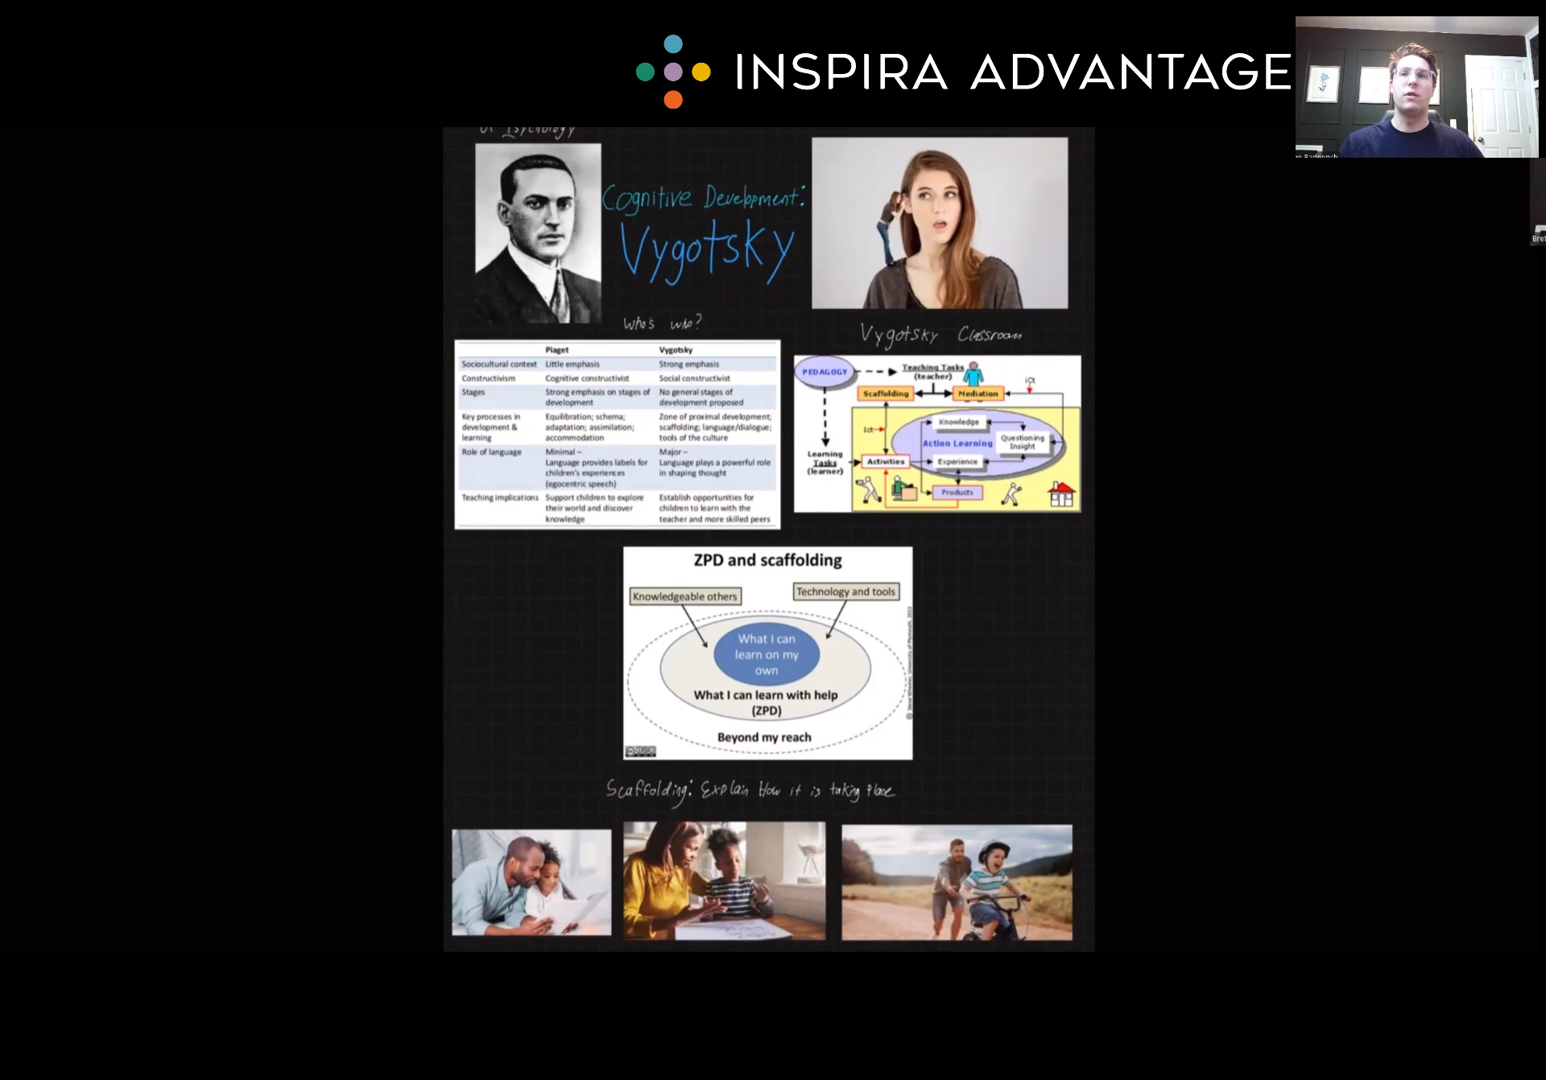 INSPIRA ADVANTAGE
of Psychology
Cognitive Development:
Vygotsky
Who's who?
Piaget Vygotsky
Sociocultural context Little emphasis Strong emphasis
Constructivism Cognitive constructivist Social constructivist
Stages Strong emphasis on stages of development No general stages of development proposed
Key processes in development & learning Equilibration; schema; adaptation; assimilation; accommodation Zone of proximal development; scaffolding; language/dialogue; tools of the culture
Role of language Minimal – Language provides labels for children's experiences (egocentric speech) Major – Language plays a powerful role in shaping thought
Teaching implications Support children to explore their world and discover knowledge Establish opportunities for children to learn with the teacher and more skilled peers
Vygotsky Classroom
PEDAGOGY
Teaching Tasks
(teacher)
iCt
Scaffolding
Mediation
Knowledge
Ict
Action Learning
Questioning
Insight
Learning
Tasks
(learner)
Activities
Experience
Products
ZPD and scaffolding
Knowledgeable others
Technology and tools
What I can
learn on my
own
What I can learn with help
(ZPD)
Beyond my reach
Scaffolding: Explain How it is taking Place